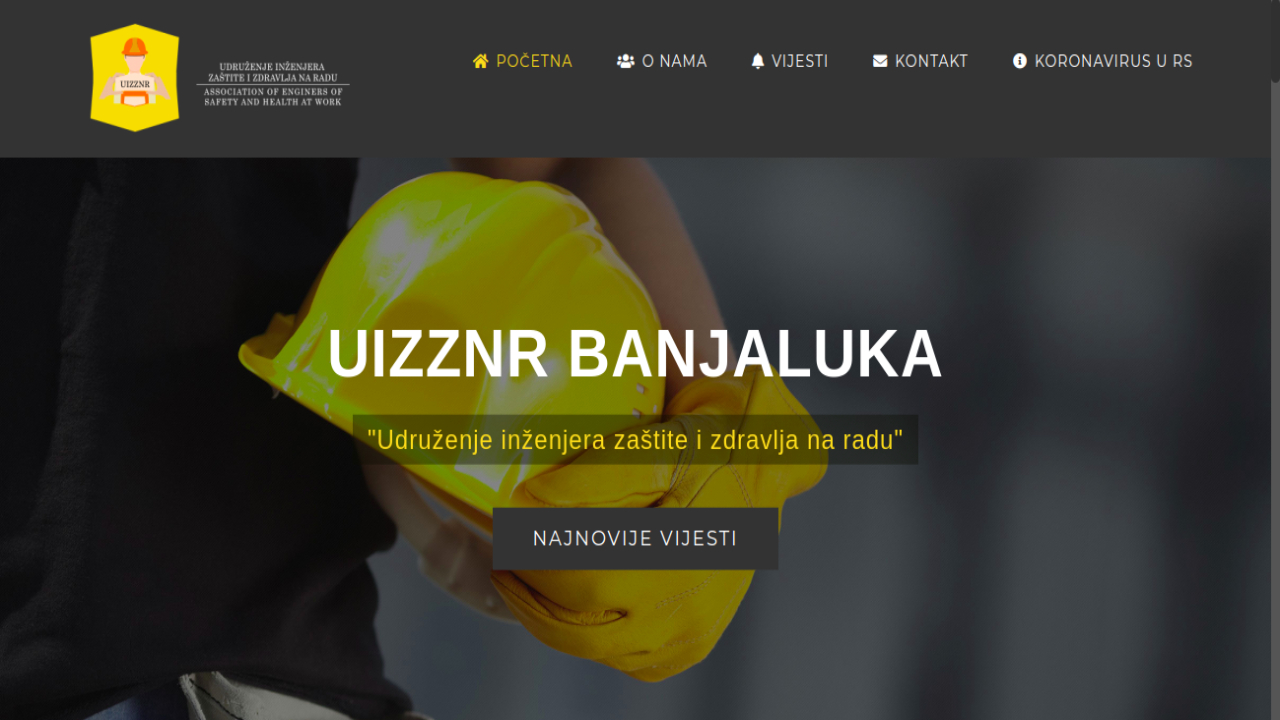 UIZZNR
UDRUŽENJE INŽENJERA
ZAŠTITE I ZDRAVLJA NA RADU
ASSOCIATION OF ENGINERS OF
SAFETY AND HEALTH AT WORK
POČETNA
O NAMA
VIJESTI
KONTAKT
KORONAVIRUS U RS
UIZZNR BANJALUKA
"Udruženje inženjera zaštite i zdravlja na radu"
NAJNOVIJE VIJESTI